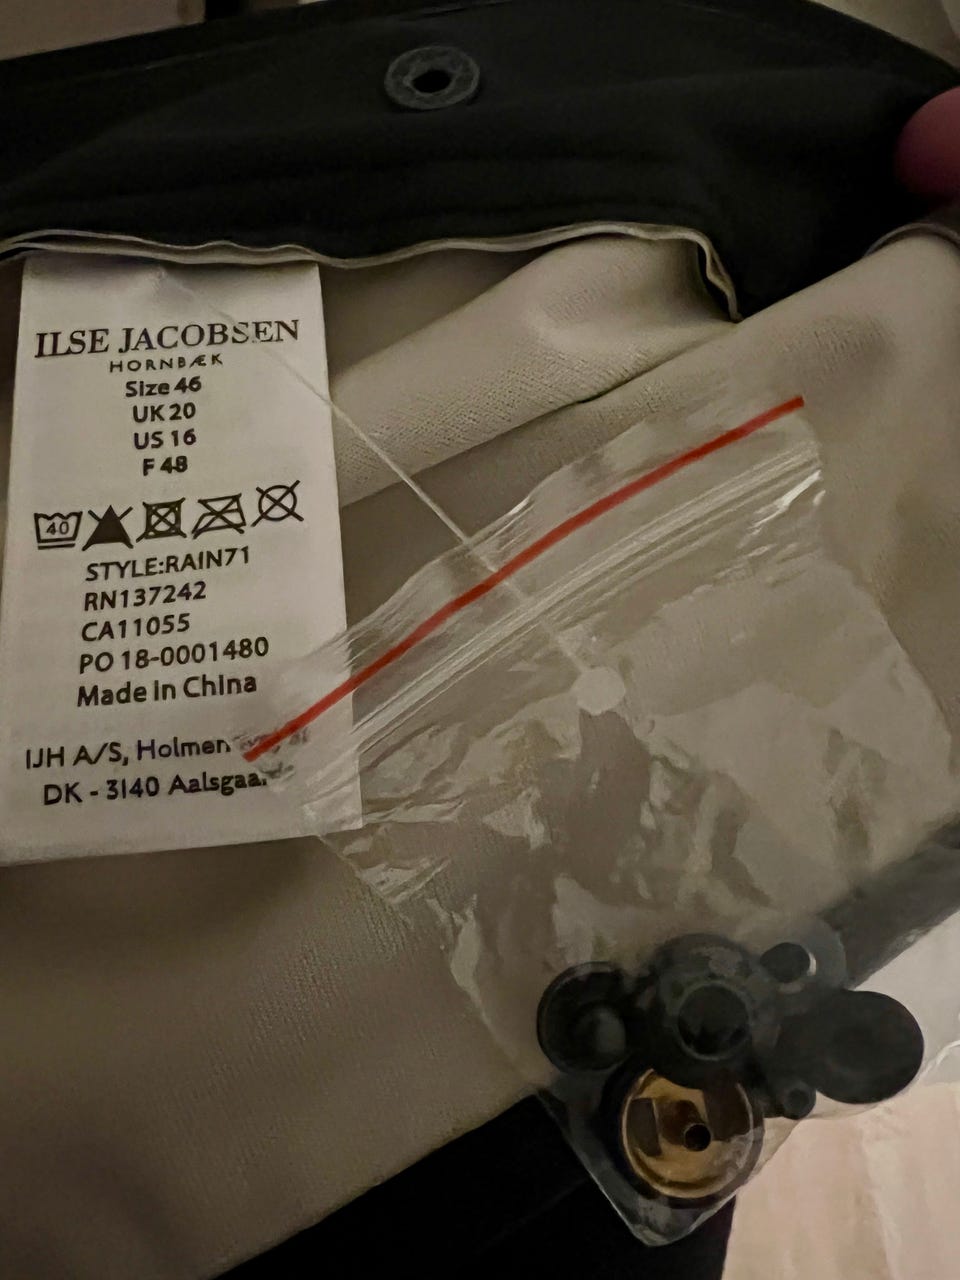 ILSE JACOBSEN
HORNBÆK
Size 46
UK 20
US 16
F 48
40
STYLE:RAIN71
RN137242
CA11055
PO 18-0001480
Made in China
IJH A/S, Holmen
DK - 3140